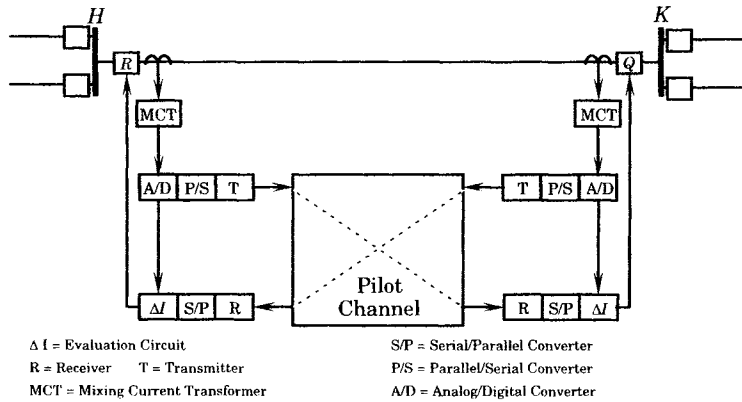 H
K
R
Q
MCT
MCT
A/D P/S T
T P/S A/D
Pilot
Channel
ΔI S/P R
R S/P ΔI
Δ I = Evaluation Circuit
S/P = Serial/Parallel Converter
R = Receiver T = Transmitter
P/S = Parallel/Serial Converter
MCT = Mixing Current Transformer
A/D = Analog/Digital Converter